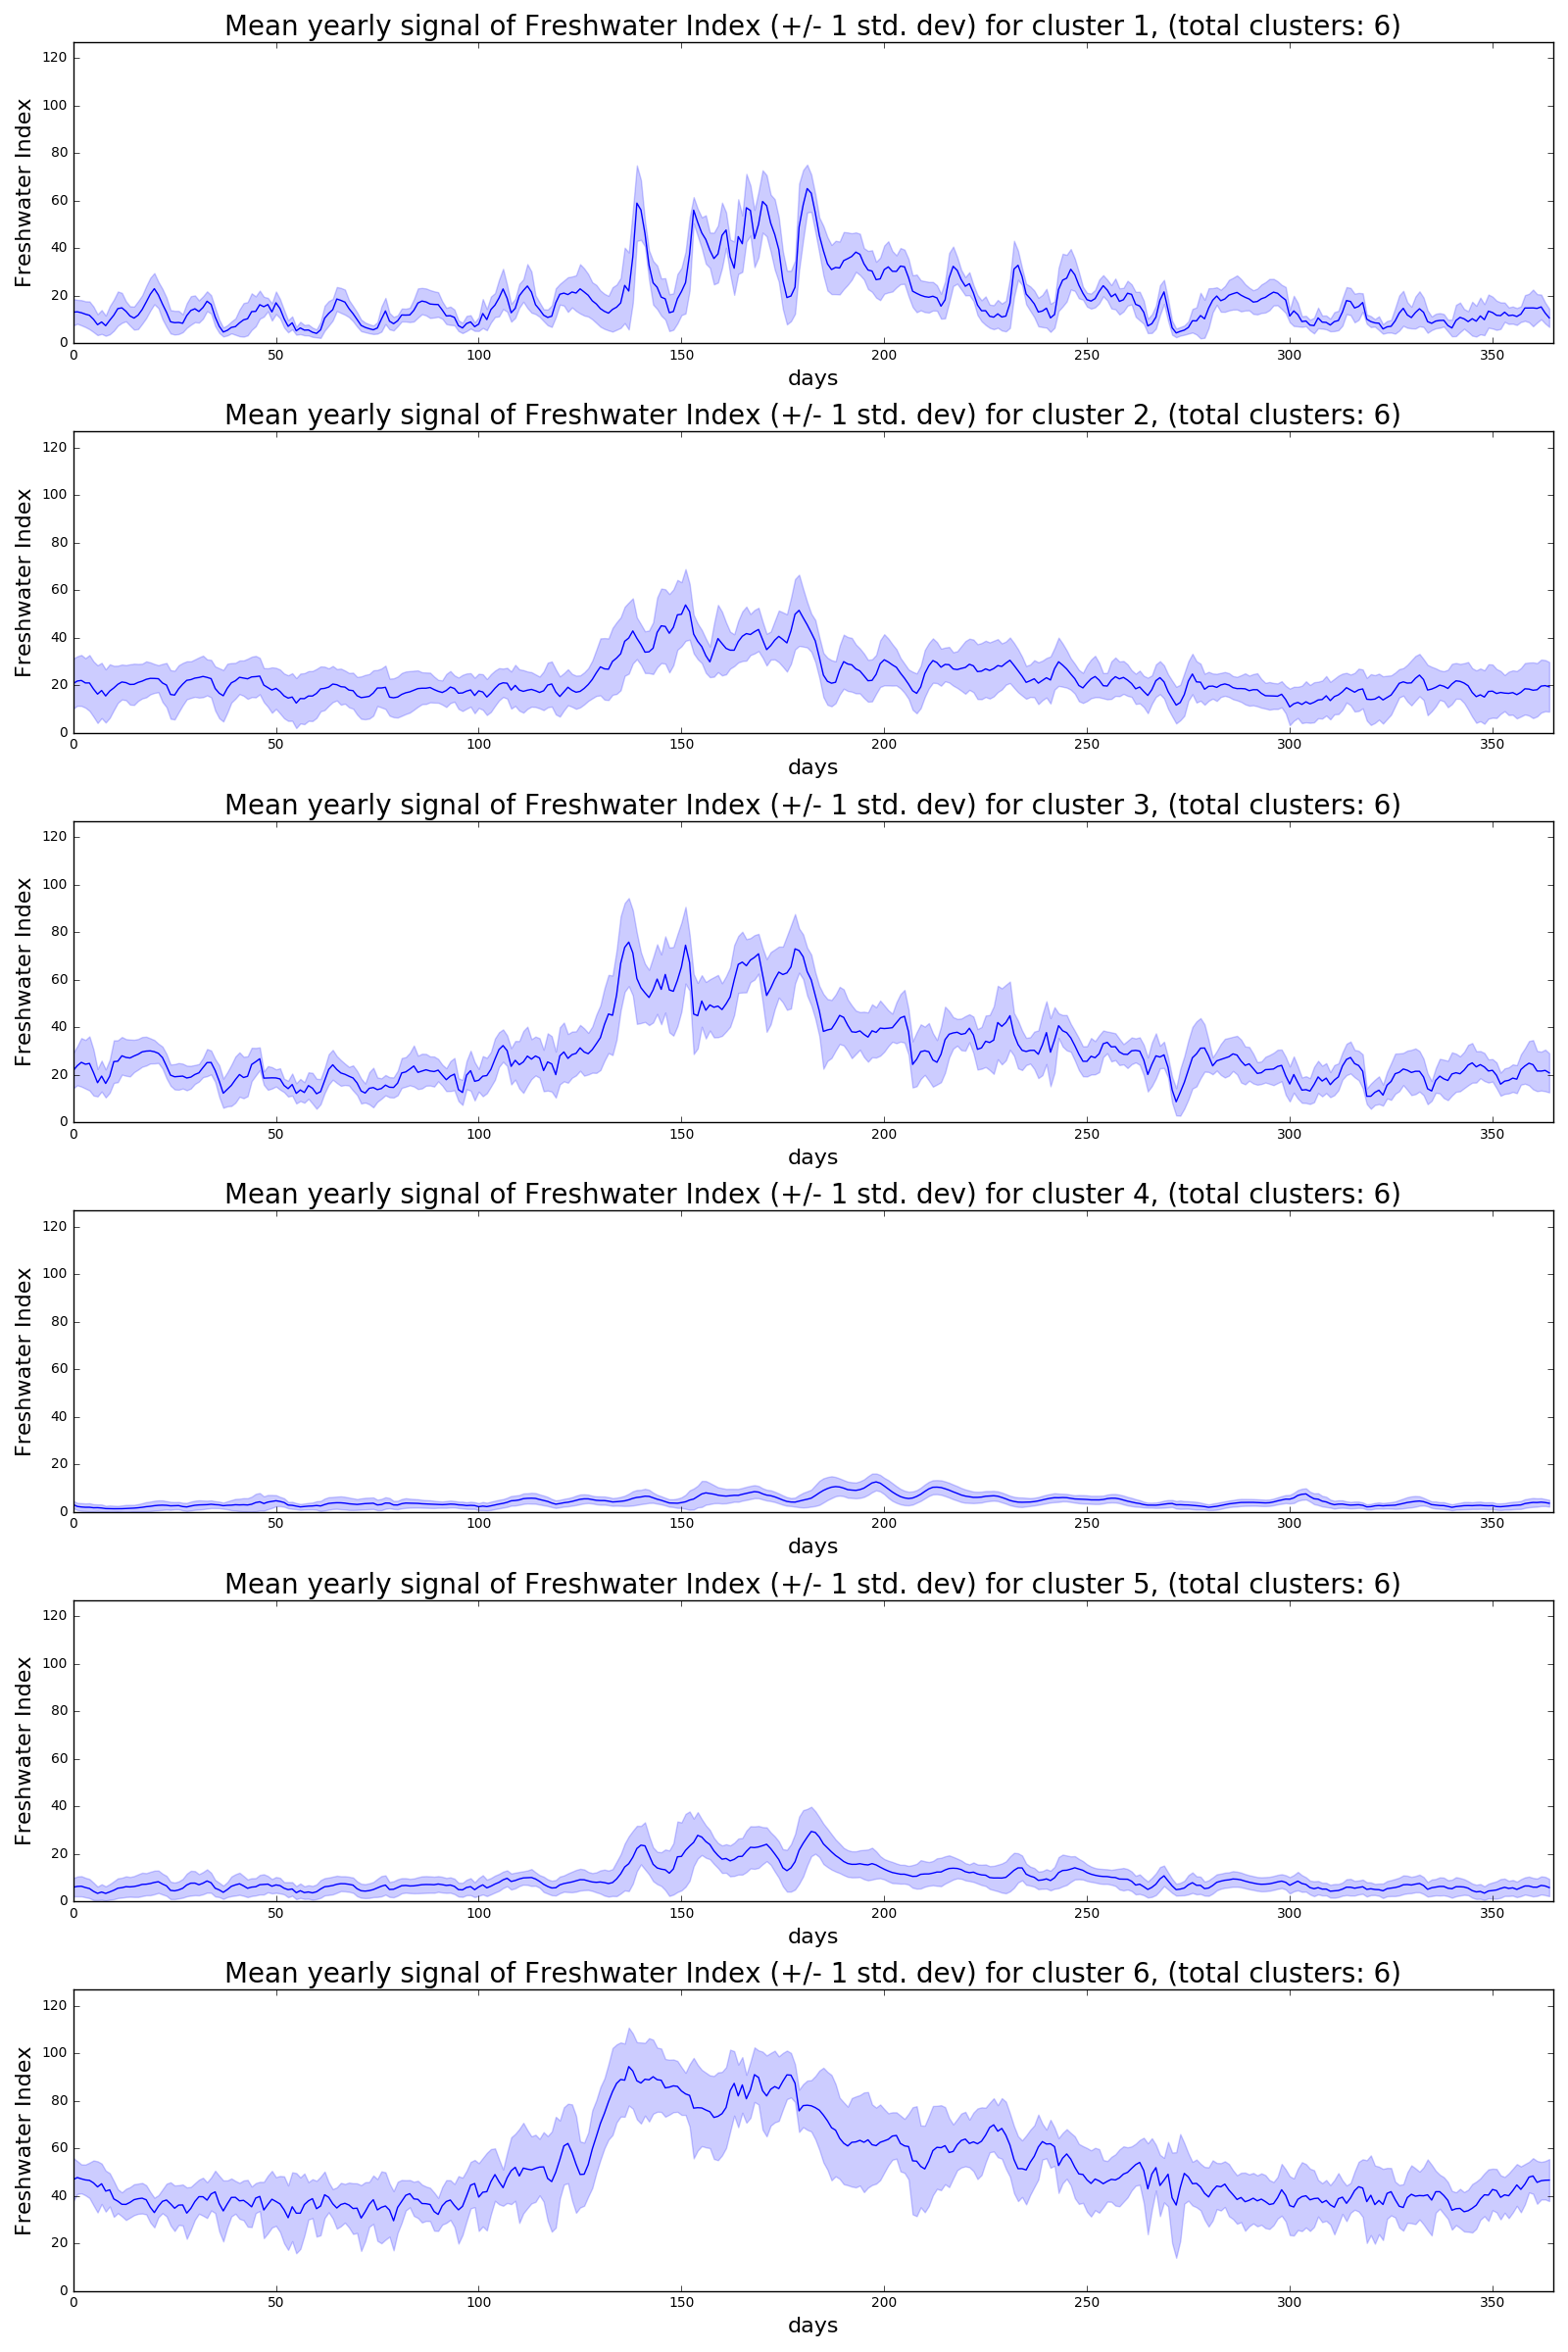 Mean yearly signal of Freshwater Index (+/- 1 std. dev) for cluster 1, (total clusters: 6)
120
100
80
60
40
20
0
Freshwater Index
0 50 100 150 200 250 300 350
days
Mean yearly signal of Freshwater Index (+/- 1 std. dev) for cluster 2, (total clusters: 6)
120
100
80
60
40
20
0
Freshwater Index
0 50 100 150 200 250 300 350
days
Mean yearly signal of Freshwater Index (+/- 1 std. dev) for cluster 3, (total clusters: 6)
120
100
80
60
40
20
0
Freshwater Index
0 50 100 150 200 250 300 350
days
Mean yearly signal of Freshwater Index (+/- 1 std. dev) for cluster 4, (total clusters: 6)
120
100
80
60
40
20
0
Freshwater Index
0 50 100 150 200 250 300 350
days
Mean yearly signal of Freshwater Index (+/- 1 std. dev) for cluster 5, (total clusters: 6)
120
100
80
60
40
20
0
Freshwater Index
0 50 100 150 200 250 300 350
days
Mean yearly signal of Freshwater Index (+/- 1 std. dev) for cluster 6, (total clusters: 6)
120
100
80
60
40
20
0
Freshwater Index
0 50 100 150 200 250 300 350
days